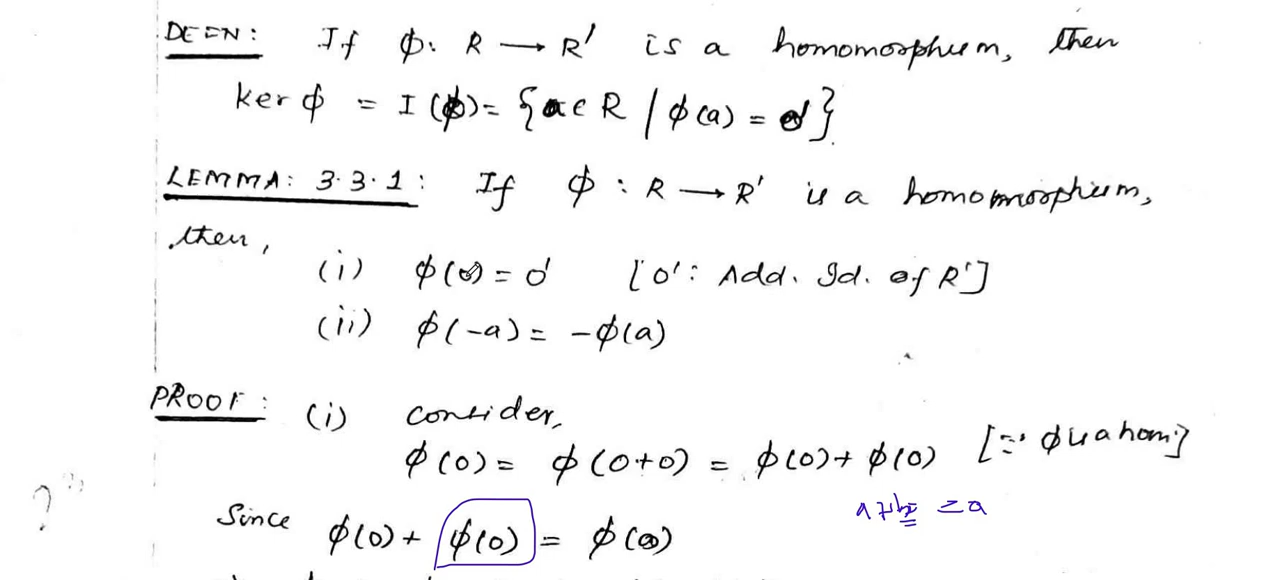 DEFN: If ϕ: R → R' is a homomorphism, then
ker ϕ = I(ϕ) = {a ∈ R / ϕ(a) = 0'}
LEMMA: 3.3.1: If ϕ : R → R' is a homomorphism,
then,
(i) ϕ(0) = 0' [0': Add. Id. of R']
(ii) ϕ(-a) = -ϕ(a)
PROOF: (i) consider,
ϕ(0) = ϕ(0+0) = ϕ(0) + ϕ(0) [∵ ϕ is a hom.]
a + b = a
?
Since ϕ(0) + ϕ(0) = ϕ(0)